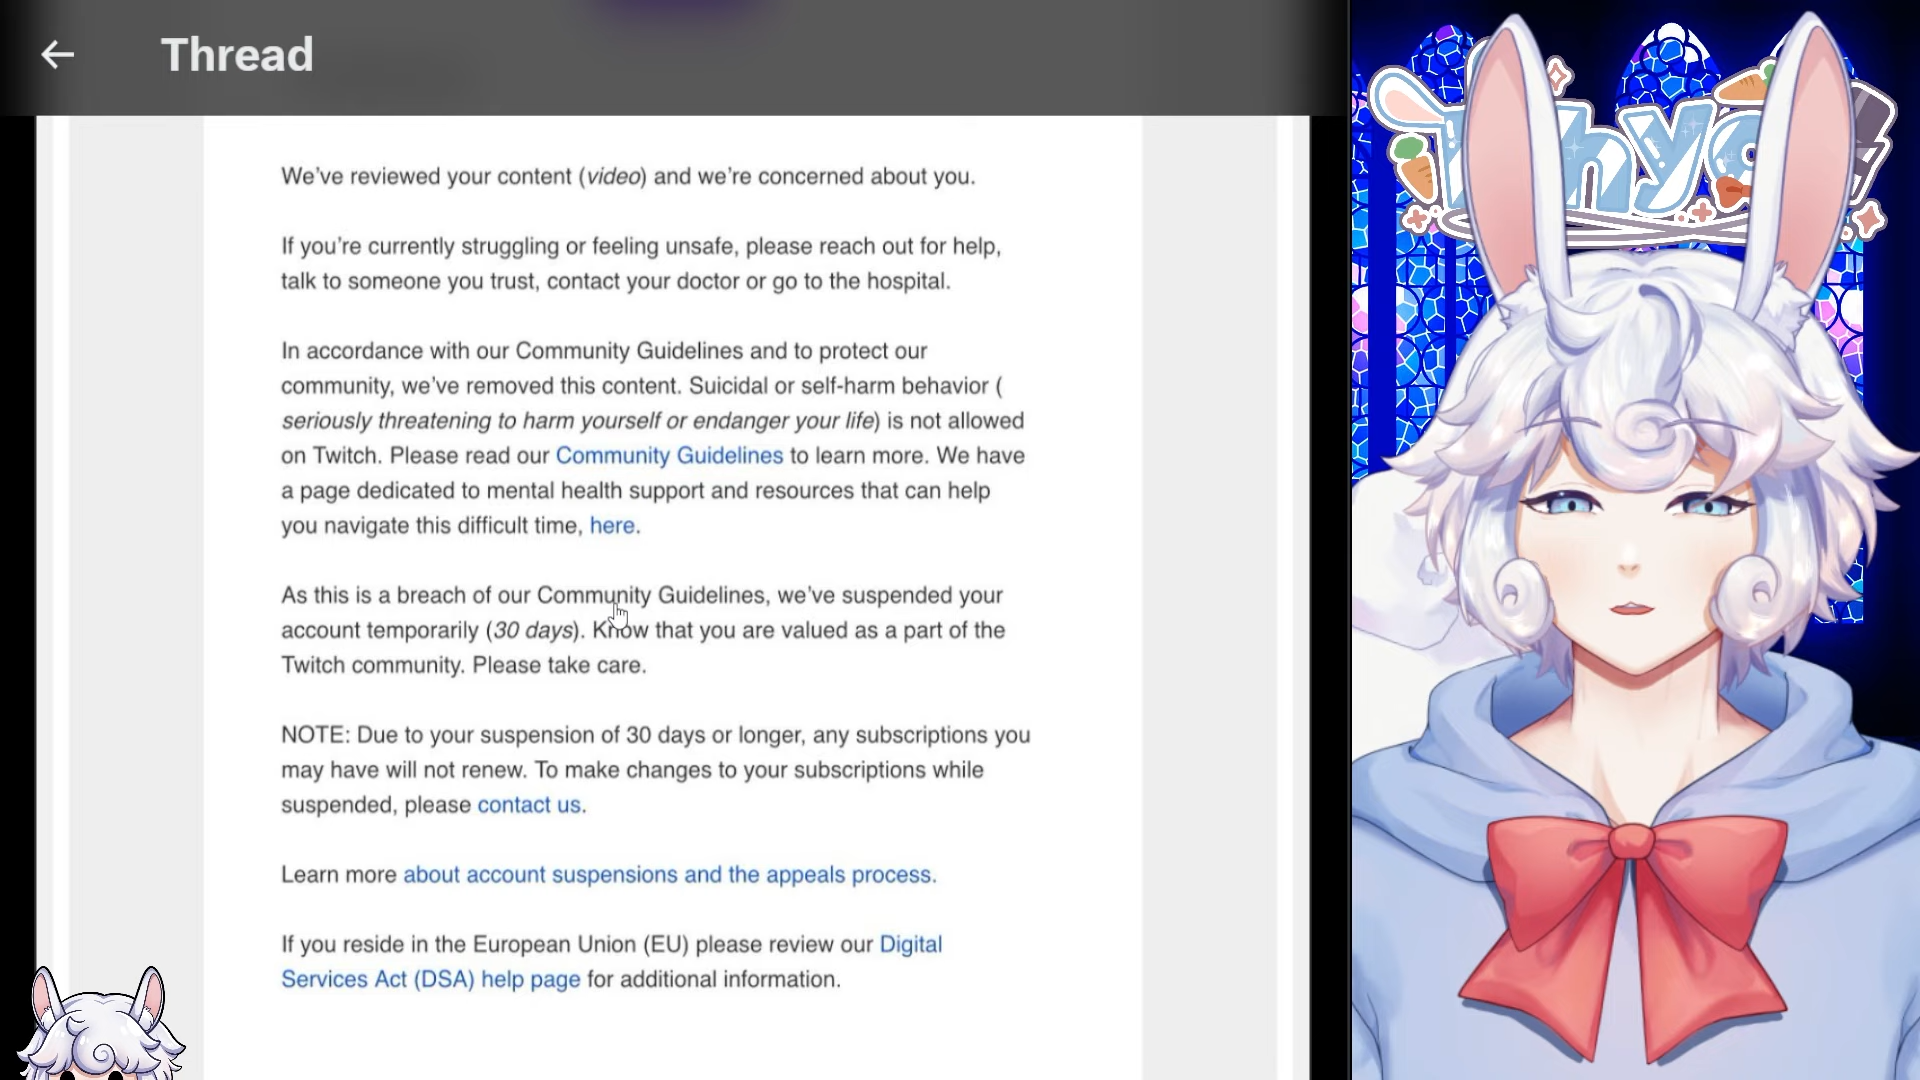 Thread
We've reviewed your content (video) and we're concerned about you.
If you're currently struggling or feeling unsafe, please reach out for help,
talk to someone you trust, contact your doctor or go to the hospital.
In accordance with our Community Guidelines and to protect our
community, we've removed this content. Suicidal or self-harm behavior (
seriously threatening to harm yourself or endanger your life) is not allowed
on Twitch. Please read our Community Guidelines to learn more. We have
a page dedicated to mental health support and resources that can help
you navigate this difficult time, here.
As this is a breach of our Community Guidelines, we've suspended your
account temporarily (30 days). Know that you are valued as a part of the
Twitch community. Please take care.
NOTE: Due to your suspension of 30 days or longer, any subscriptions you
may have will not renew. To make changes to your subscriptions while
suspended, please contact us.
Learn more about account suspensions and the appeals process.
If you reside in the European Union (EU) please review our Digital
Services Act (DSA) help page for additional information.